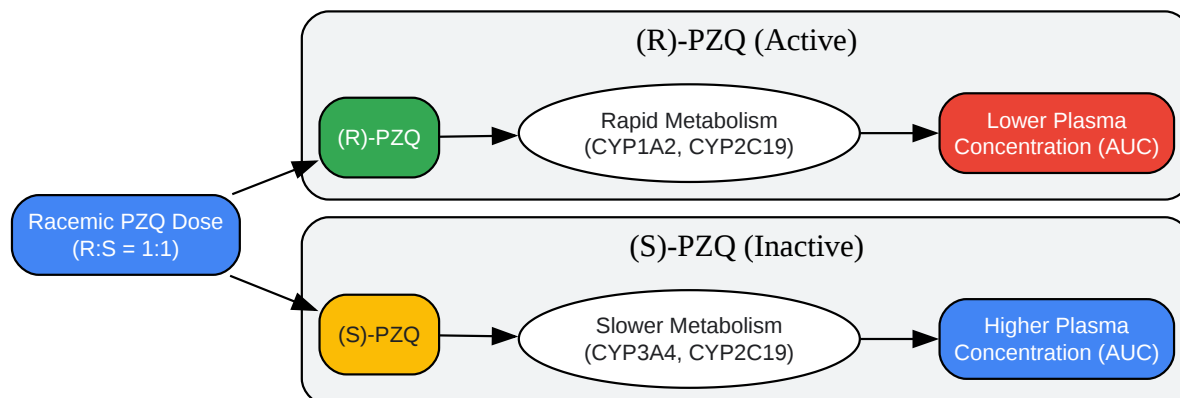 (R)-PZQ (Active)
(R)-PZQ
Rapid Metabolism
(CYP1A2, CYP2C19)
Lower Plasma
Concentration (AUC)
Racemic PZQ Dose
(R:S = 1:1)
(S)-PZQ (Inactive)
(S)-PZQ
Slower Metabolism
(CYP3A4, CYP2C19)
Higher Plasma
Concentration (AUC)